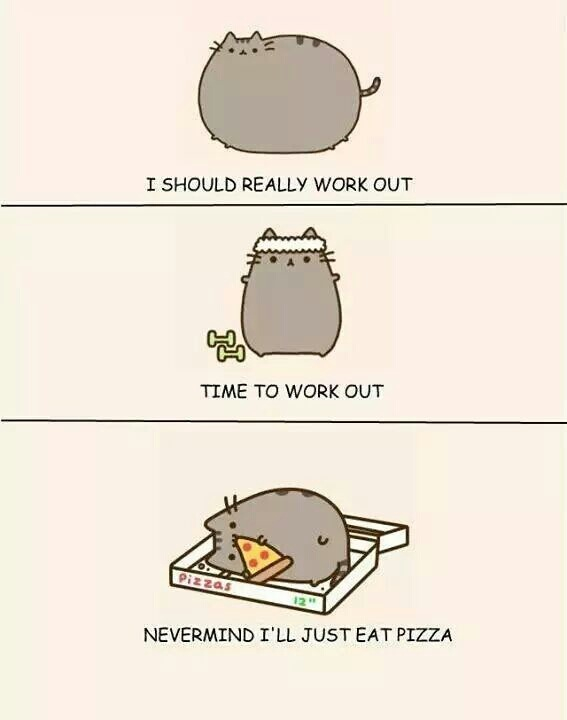 I SHOULD REALLY WORK OUT
TIME TO WORK OUT
Pizzas
12"
NEVERMIND I'LL JUST EAT PIZZA